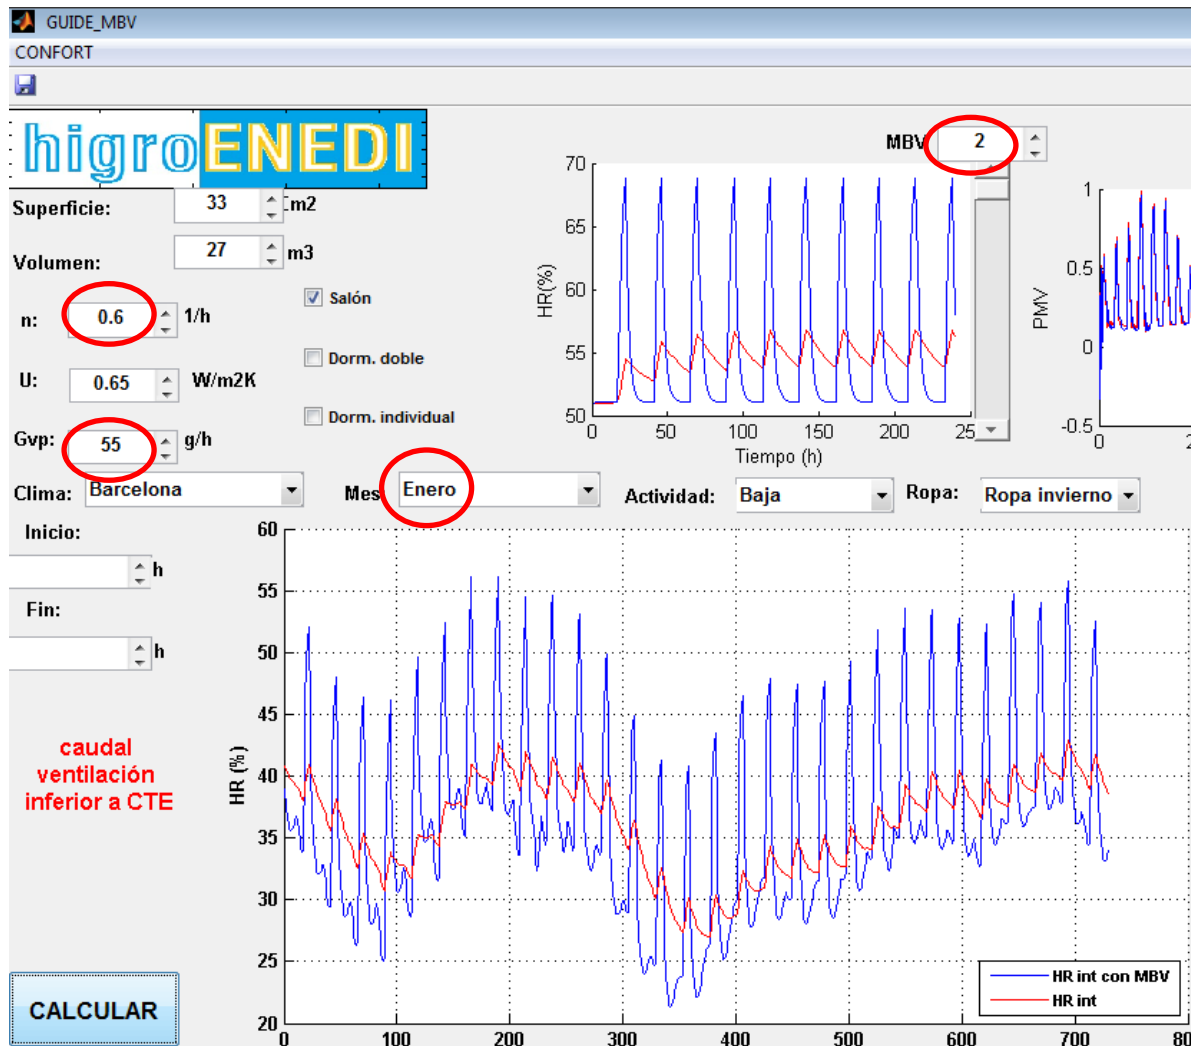 GUIDE_MBV
CONFORT
higroENEDI
MBV 2
Superficie: 33 m2
Volumen: 27 m3
n: 0.6 1/h
Salón
U: 0.65 W/m2K
Dorm. doble
Gvp: 55 g/h
Dorm. individual
70
65
60
55
50
HR(%)
0 50 100 150 200 25
Tiempo (h)
1
0.5
0
-0.5
PMV
0 2
Clima: Barcelona Mes Enero Actividad: Baja Ropa: Ropa invierno
Inicio:
h
Fin:
h
caudal
ventilación
inferior a CTE
CALCULAR
60
55
50
45
40
35
30
25
20
HR (%)
0 100 200 300 400 500 600 700 80
HR int con MBV
HR int